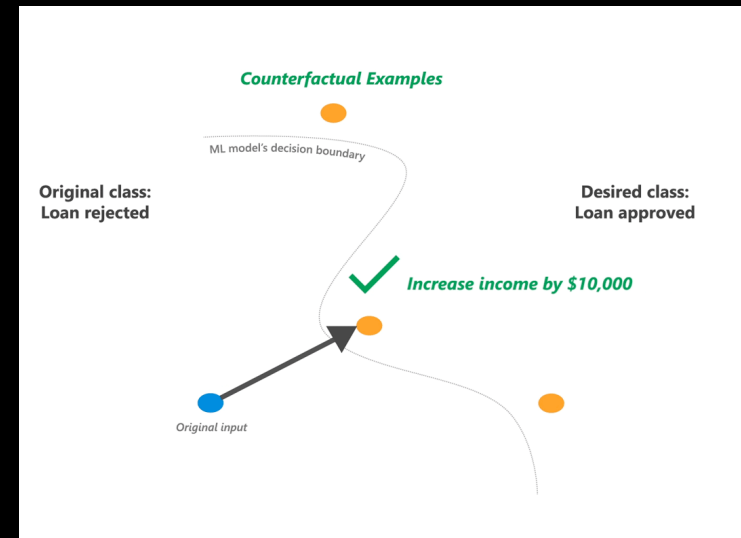 Counterfactual Examples
ML model's decision boundary
Original class:
Loan rejected
Desired class:
Loan approved
Increase income by $10,000
Original input